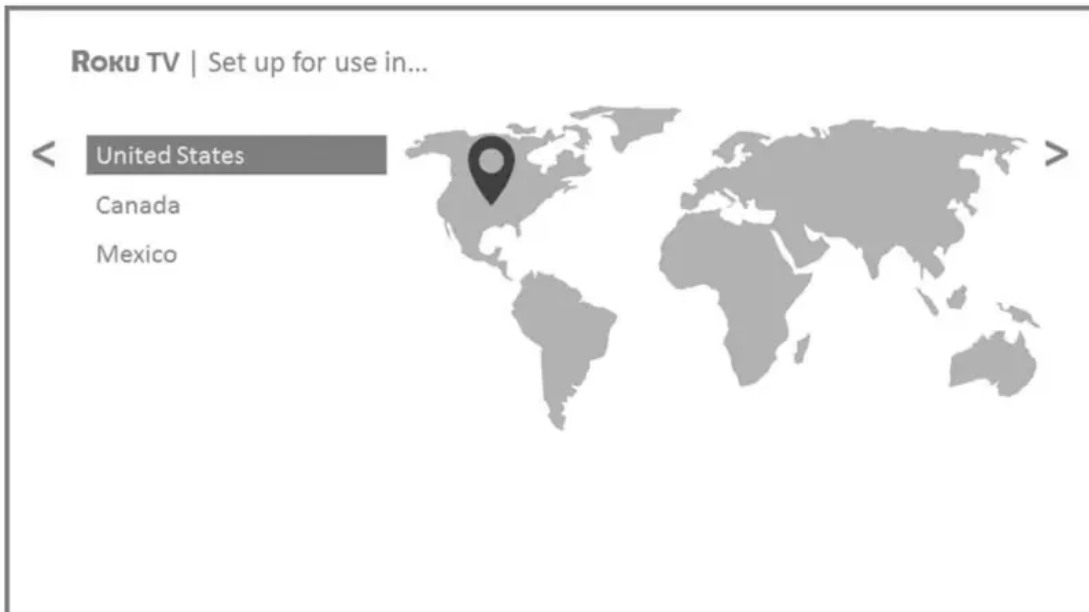 Roku TV | Set up for use in...
< United States >
Canada
Mexico